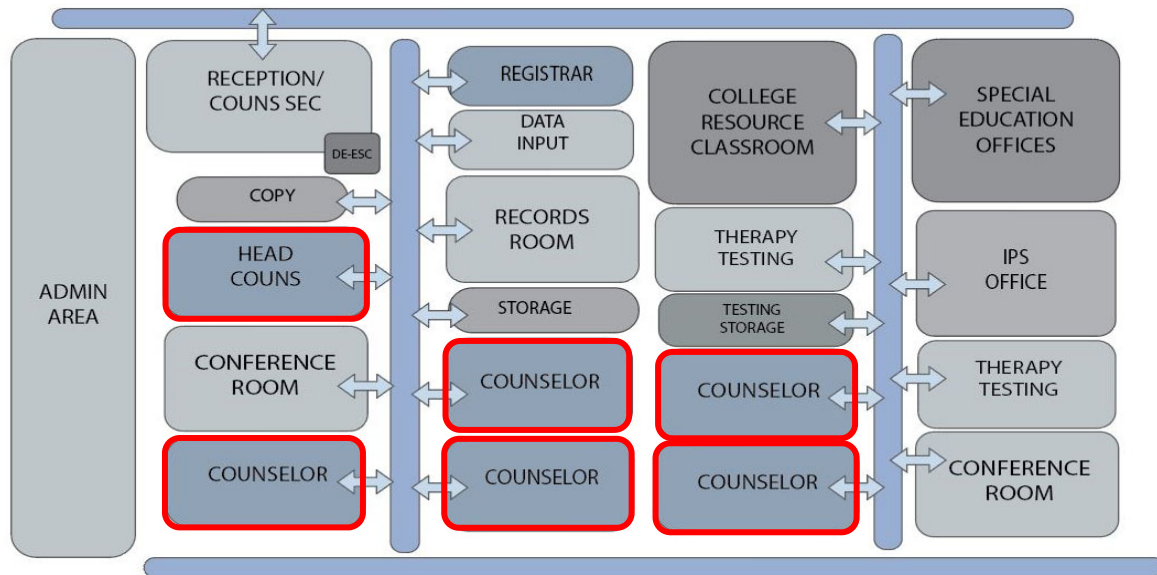 ADMIN
AREA
RECEPTION/
COUNS SEC
DE-ESC
COPY
HEAD
COUNS
CONFERENCE
ROOM
COUNSELOR
REGISTRAR
DATA
INPUT
RECORDS
ROOM
STORAGE
COUNSELOR
COUNSELOR
COLLEGE
RESOURCE
CLASSROOM
THERAPY
TESTING
TESTING
STORAGE
COUNSELOR
COUNSELOR
SPECIAL
EDUCATION
OFFICES
IPS
OFFICE
THERAPY
TESTING
CONFERENCE
ROOM